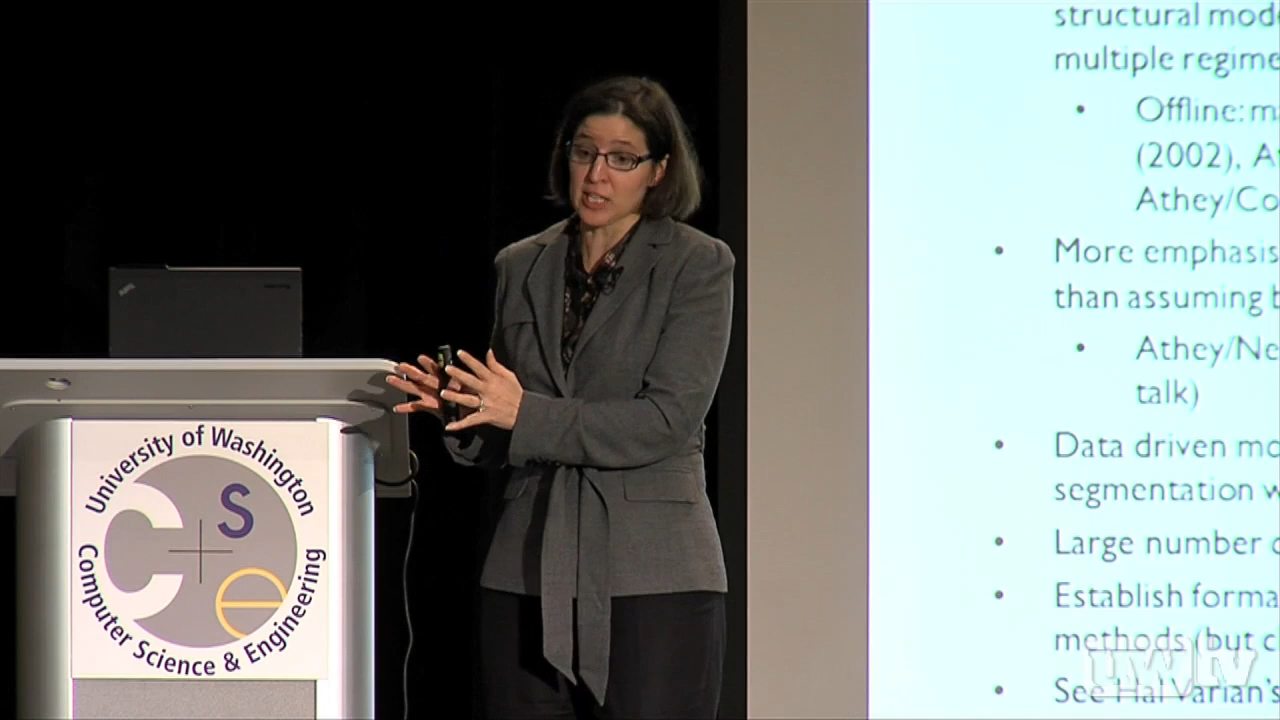 University of Washington
cse
Computer Science & Engineering
structural mod
multiple regime
• Offline: m
(2002), A
Athey/Co
• More emphasis
than assuming b
• Athey/Ne
talk)
• Data driven mo
segmentation w
• Large number
• Establish forma
methods (but c
• See Hal Varian's
UWTV